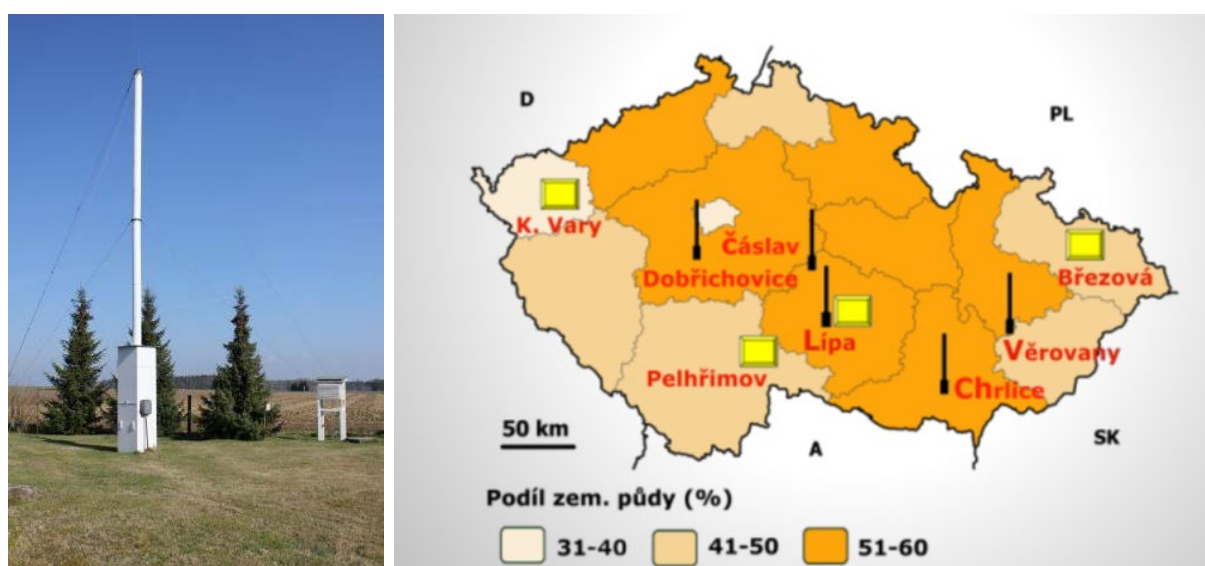 D
PL
K. Vary
Čáslav
Dobřichovice
Březová
Lípa
Věrovany
Pelhřimov
Chrlice
50 km
A
SK
Podíl zem. půdy (%)
31-40
41-50
51-60